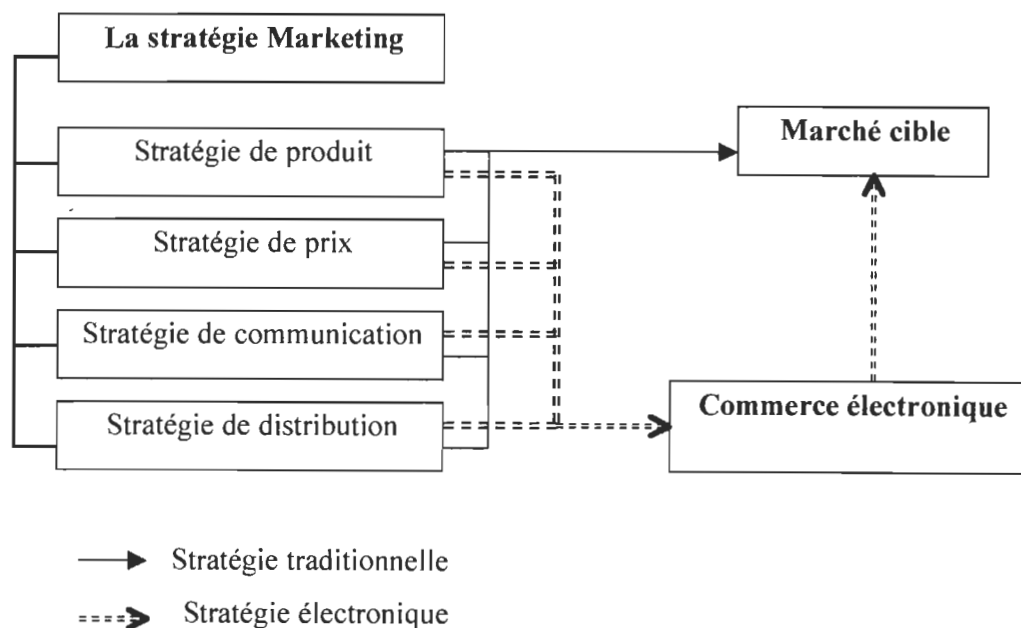 La stratégie Marketing
Stratégie de produit
Stratégie de prix
Stratégie de communication
Stratégie de distribution
Marché cible
Commerce électronique
Stratégie traditionnelle
Stratégie électronique